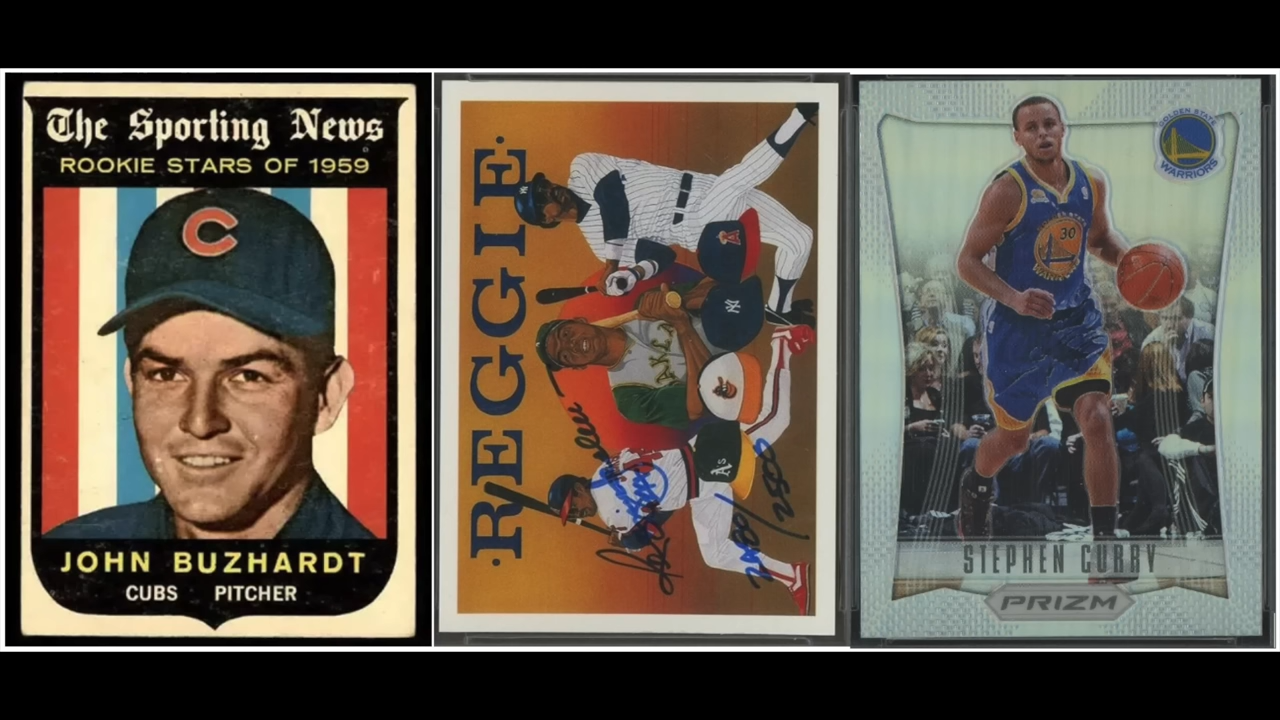 The Sporting News
ROOKIE STARS OF 1959
C
JOHN BUZHARDT
CUBS PITCHER
·REGGIE·
A
NY
A's
GOLDEN STATE
WARRIORS
30
STEPHEN CURRY
PRIZM